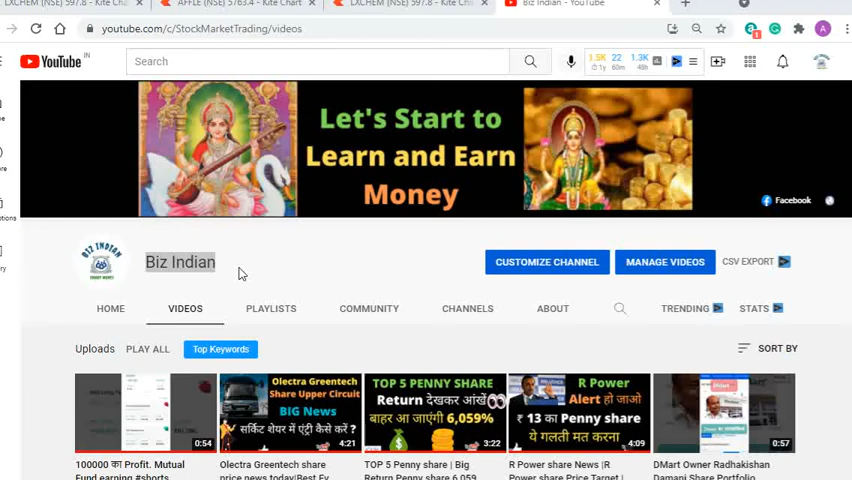 LXCHEM (NSE) 597.8 - Kite Cha
AFFLE (NSE) 5763.4 - Kite Chart
LXCHEM (NSE) 597.8 - Kite Cha
Biz Indian - YouTube
youtube.com/c/StockMarketTrading/videos
YouTube IN
Search
1.5K 22 1.3K
1y 60m 48h
Let's Start to
Learn and Earn
Money
Facebook
BIZ INDIAN
Biz Indian
CUSTOMIZE CHANNEL
MANAGE VIDEOS
CSV EXPORT
HOME
VIDEOS
PLAYLISTS
COMMUNITY
CHANNELS
ABOUT
TRENDING
STATS
Uploads
PLAY ALL
Top Keywords
SORT BY
0:54
Olectra Greentech
Share Upper Circuit
BIG News
सर्किट शेयर में एंट्री कैसे करें ?
4:21
TOP 5 PENNY SHARE
Return देखकर आंखें
बाहर आ जाएंगी 6,059%
3:22
R Power
Alert हो जाओ
₹ 13 का Penny share
ये गलती मत करना
4:09
0:57
100000 का Profit. Mutual
Fund earning #shorts
Olectra Greentech share
price news today|Best Ev
TOP 5 Penny share | Big
Return Penny share 6,059
R Power share News |R
Power share Price Target |
DMart Owner Radhakishan
Damani Share Portfolio